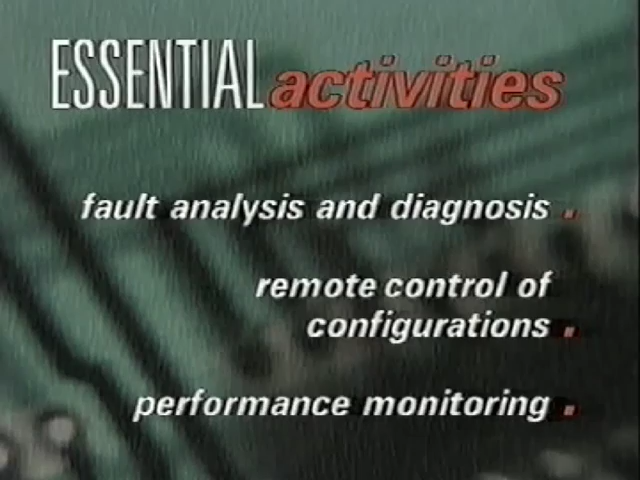 ESSENTIAL activities
fault analysis and diagnosis
remote control of
configurations
performance monitoring